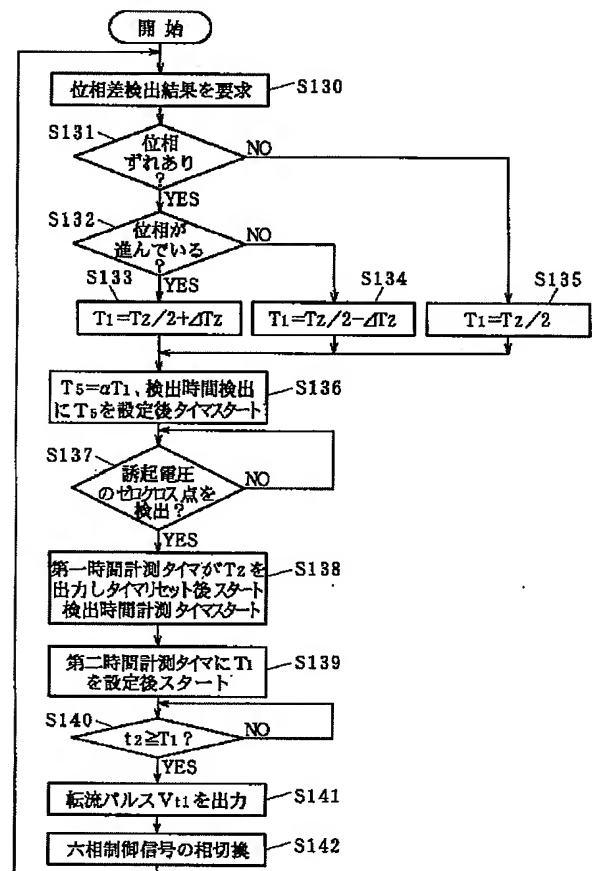 開始
位相差検出結果を要求
S130
S131
位相
ずれあり
?
NO
YES
S132
位相が
進んでいる
?
NO
YES
S133
T1=Tz/2+ΔTz
S134
T1=Tz/2-ΔTz
S135
T1=Tz/2
T5=αT1、検出時間検出
にT5を設定後タイマスタート
S136
S137
誘起電圧
のゼロクロス点を
検出?
NO
YES
第一時間計測タイマがTzを
出力しタイマリセット後スタート
検出時間計測タイマスタート
S138
第二時間計測タイマにT1
を設定後スタート
S139
S140
t2≧T1?
NO
YES
転流パルスVt1を出力
S141
六相制御信号の相切換
S142